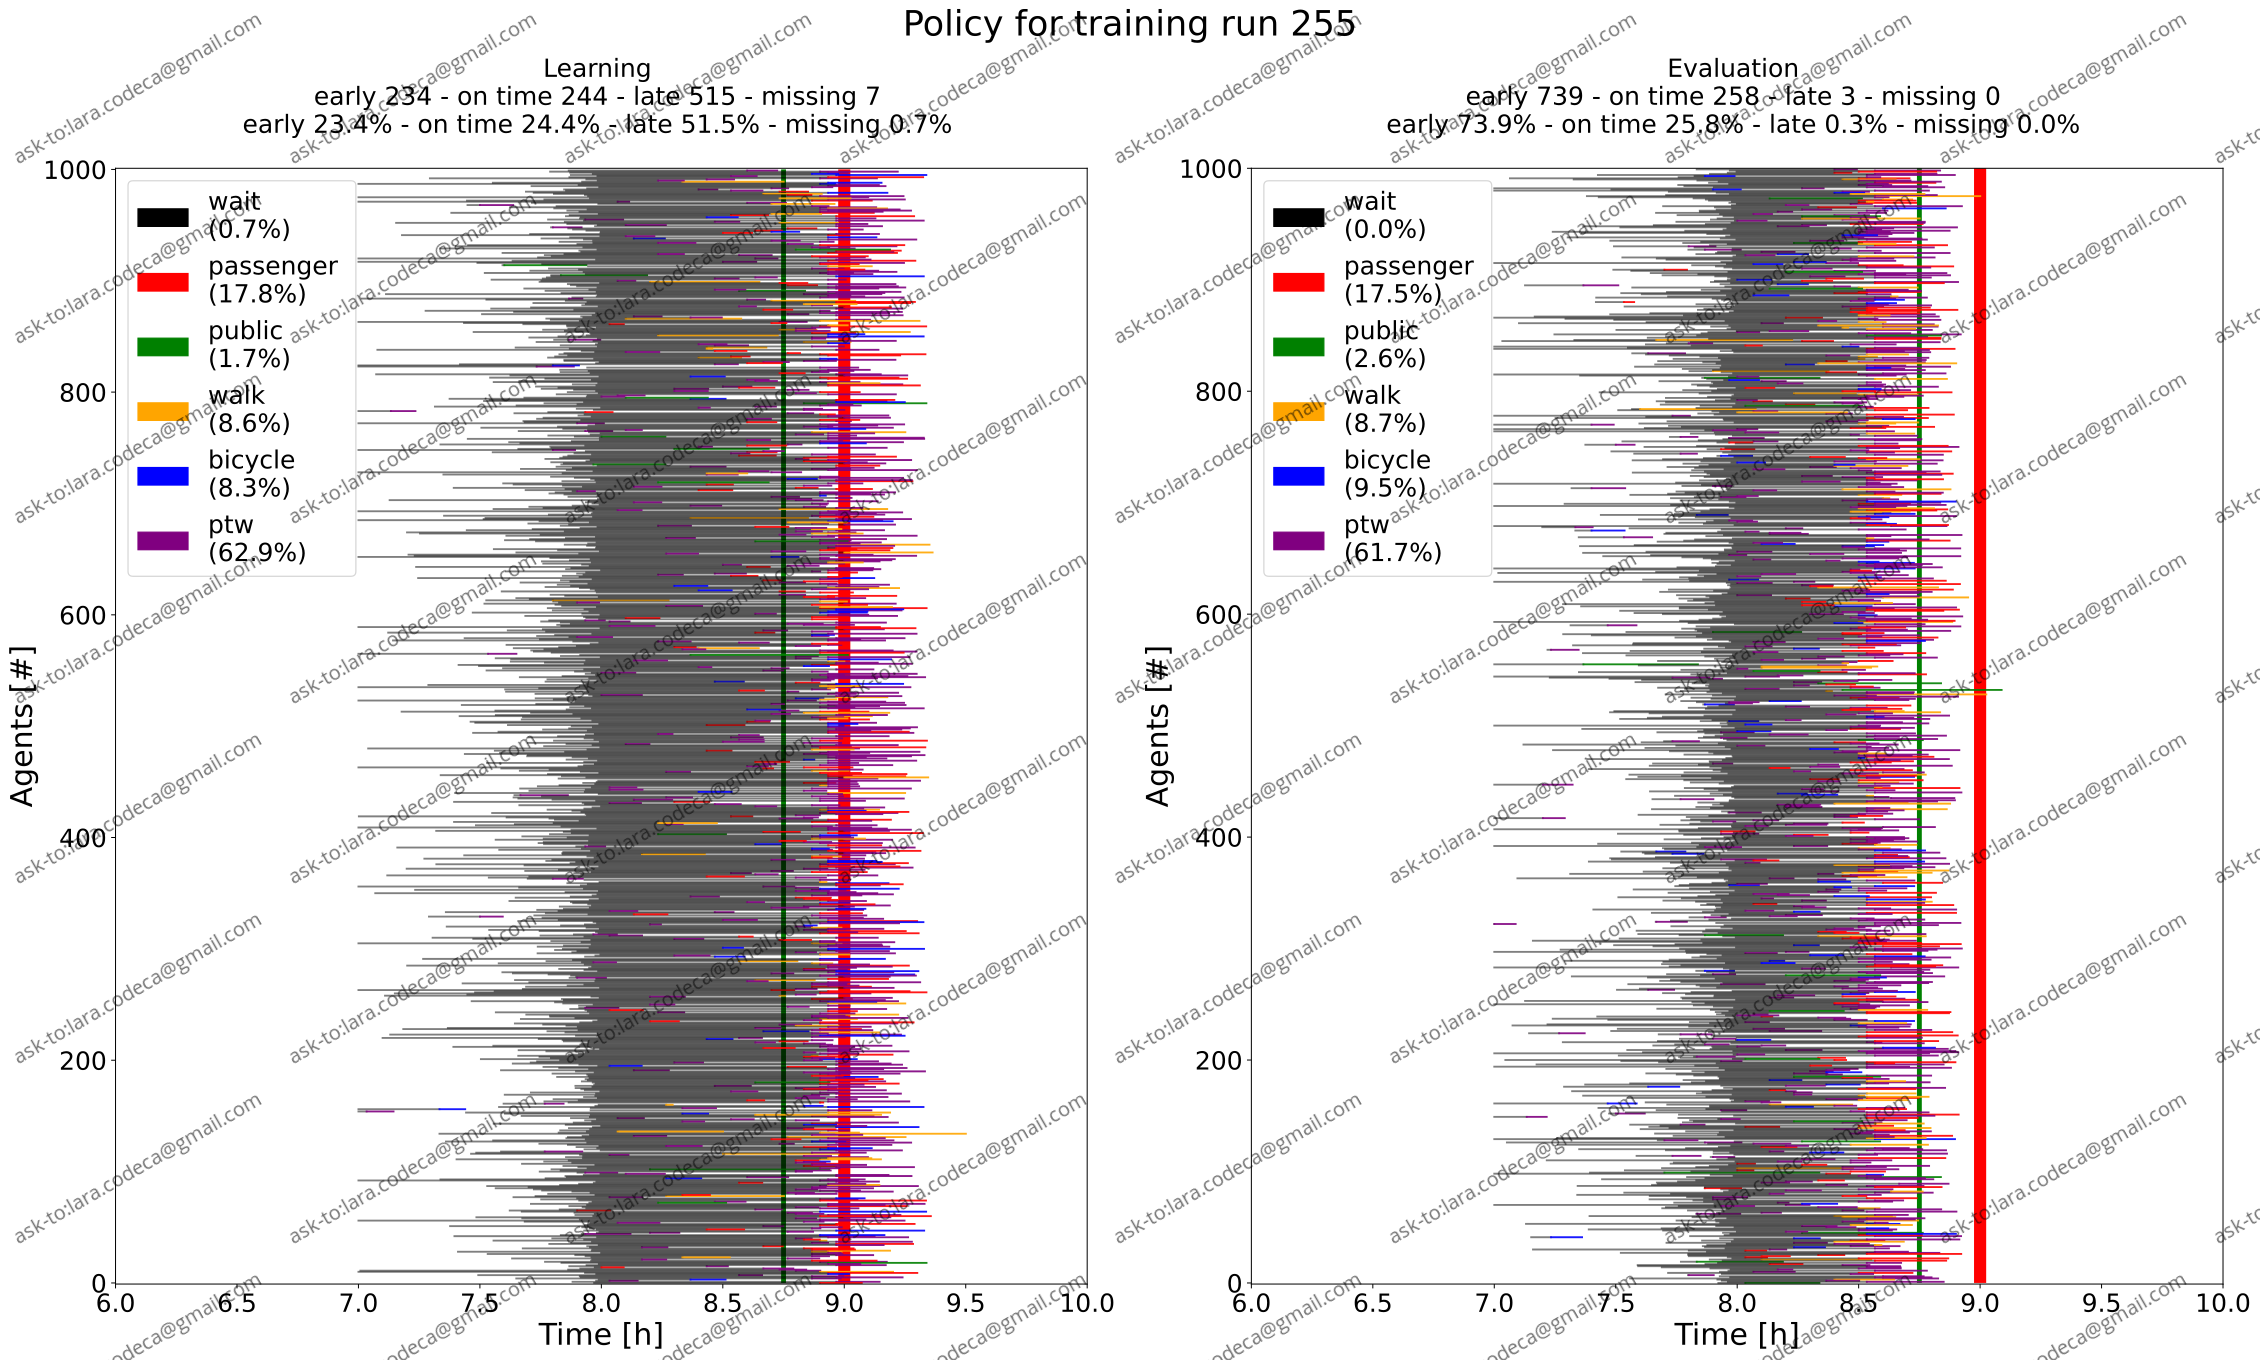 Policy for training run 255
Learning
early 234 - on time 244 - late 515 - missing 7
early 23.4% - on time 24.4% - late 51.5% - missing 0.7%
Agents [#]
1000
800
600
400
200
0
wait
(0.7%)
passenger
(17.8%)
public
(1.7%)
walk
(8.6%)
bicycle
(8.3%)
ptw
(62.9%)
6.0 6.5 7.0 7.5 8.0 8.5 9.0 9.5 10.0
Time [h]
Evaluation
early 739 - on time 258 - late 3 - missing 0
early 73.9% - on time 25.8% - late 0.3% - missing 0.0%
Agents [#]
1000
800
600
400
200
0
wait
(0.0%)
passenger
(17.5%)
public
(2.6%)
walk
(8.7%)
bicycle
(9.5%)
ptw
(61.7%)
6.0 6.5 7.0 7.5 8.0 8.5 9.0 9.5 10.0
Time [h]
ask-to:lara.codeca@gmail.com